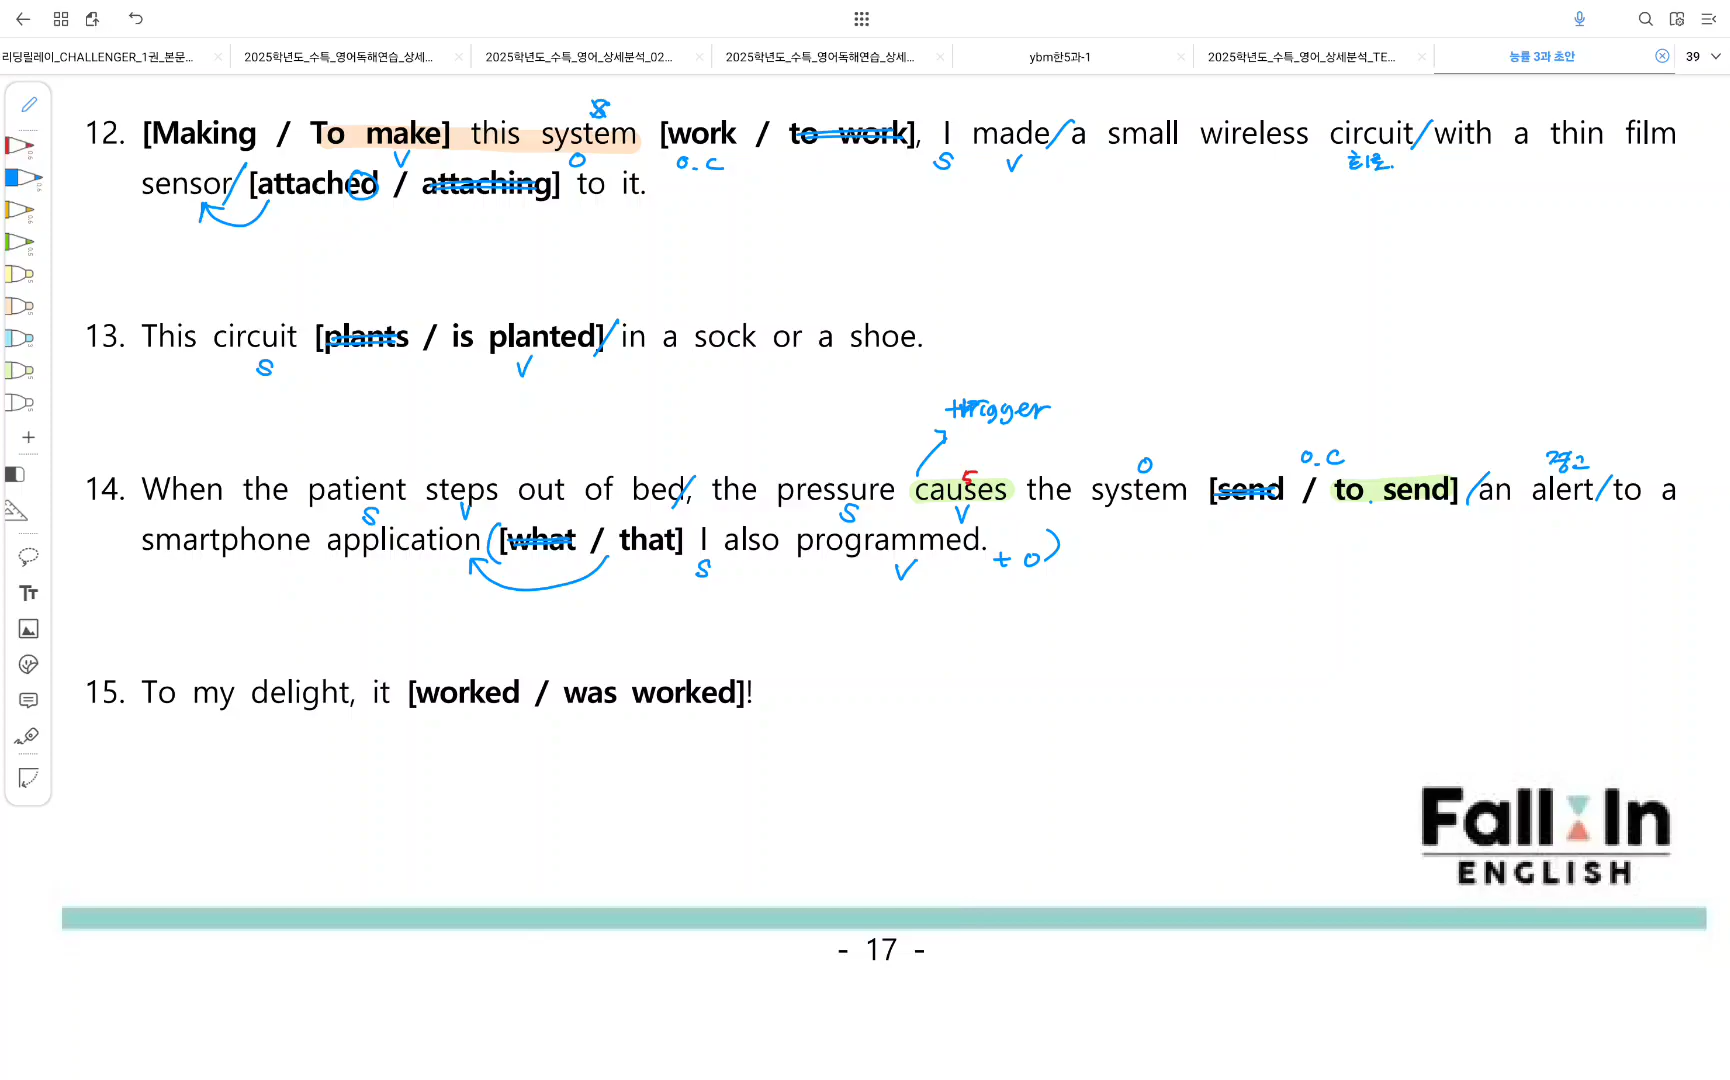 리딩릴레이_CHALLENGER_1권_본문...
2025학년도_수특_영어독해연습_상세...
2025학년도_수특_영어_상세분석_02...
2025학년도_수특_영어독해연습_상세...
ybm한5과-1
2025학년도_수특_영어_상세분석_TE...
능률 3과 초안
39
12. [Making / To make] this system [work / to work], I made a small wireless circuit with a thin film
V O O.C S V 회로.
sensor [attached / attaching] to it.
13. This circuit [plants / is planted] in a sock or a shoe.
S V
trigger
O O.C 경고
5
14. When the patient steps out of bed, the pressure causes the system [send / to send] an alert to a
S V S V
smartphone application [what / that] I also programmed. + O)
S V
15. To my delight, it [worked / was worked]!
Fall In
ENGLISH
- 17 -